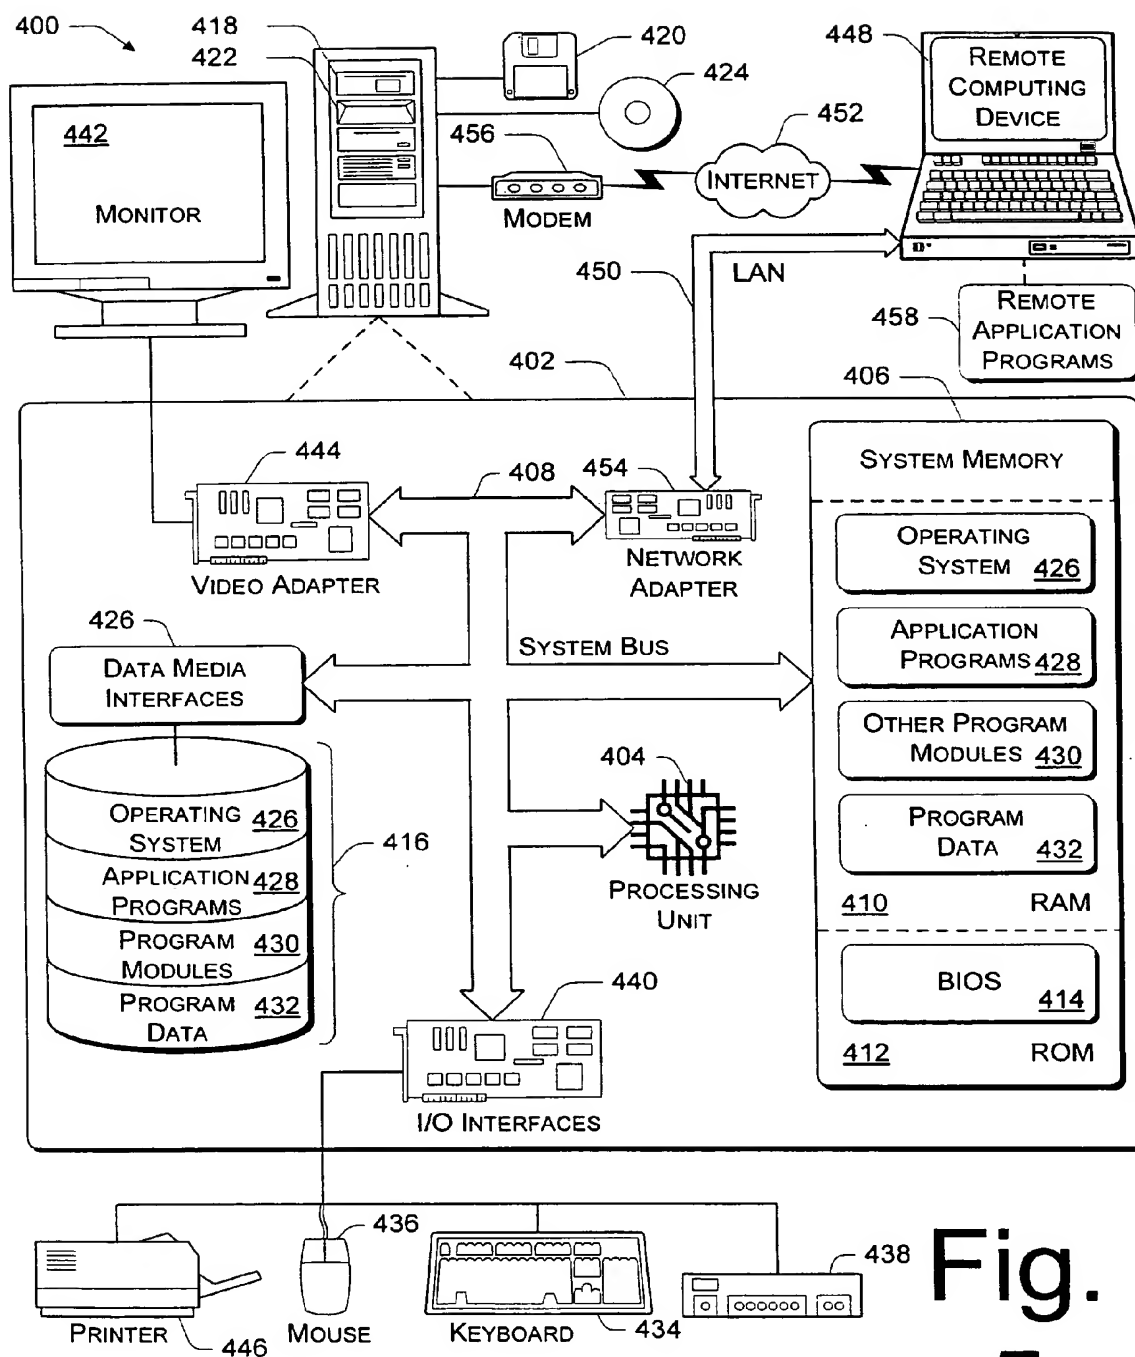 400
418
422
420
424
448
REMOTE
COMPUTING
DEVICE
442
MONITOR
456
MODEM
452
INTERNET
450
LAN
458
REMOTE
APPLICATION
PROGRAMS
402
406
444
VIDEO ADAPTER
408
454
NETWORK
ADAPTER
SYSTEM MEMORY
OPERATING
SYSTEM 426
APPLICATION
PROGRAMS 428
OTHER PROGRAM
MODULES 430
PROGRAM
DATA 432
410 RAM
BIOS
414
412 ROM
426
DATA MEDIA
INTERFACES
SYSTEM BUS
OPERATING
SYSTEM 426
APPLICATION
PROGRAMS 428
PROGRAM
MODULES 430
PROGRAM
DATA 432
416
404
PROCESSING
UNIT
440
I/O INTERFACES
PRINTER
446
436
MOUSE
KEYBOARD
434
438
Fig.